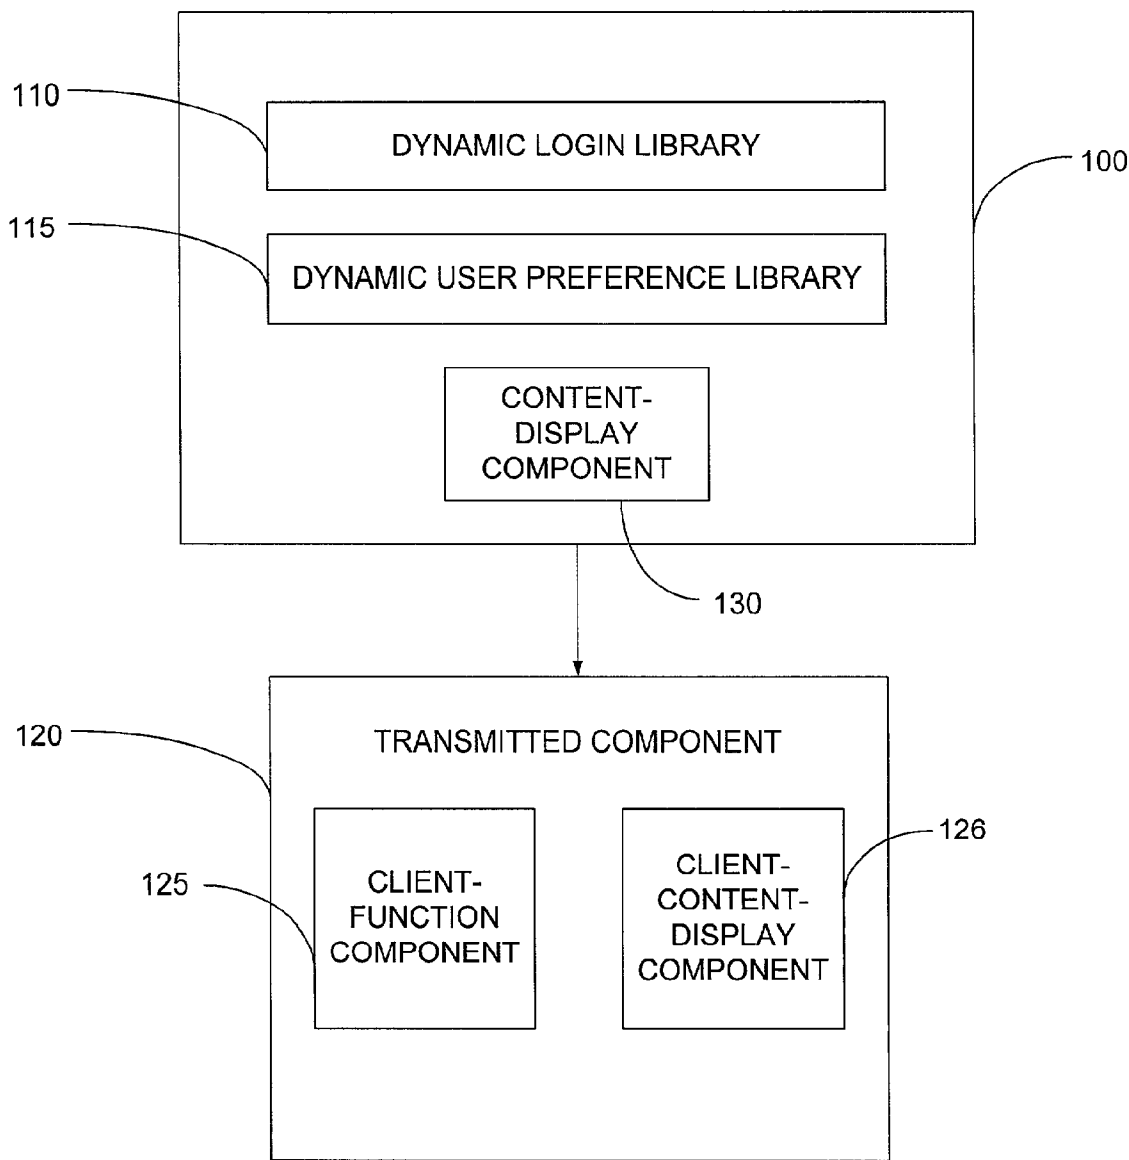 110
DYNAMIC LOGIN LIBRARY
100
115
DYNAMIC USER PREFERENCE LIBRARY
CONTENT-
DISPLAY
COMPONENT
130
120
TRANSMITTED COMPONENT
125
CLIENT-
FUNCTION
COMPONENT
126
CLIENT-
CONTENT-
DISPLAY
COMPONENT